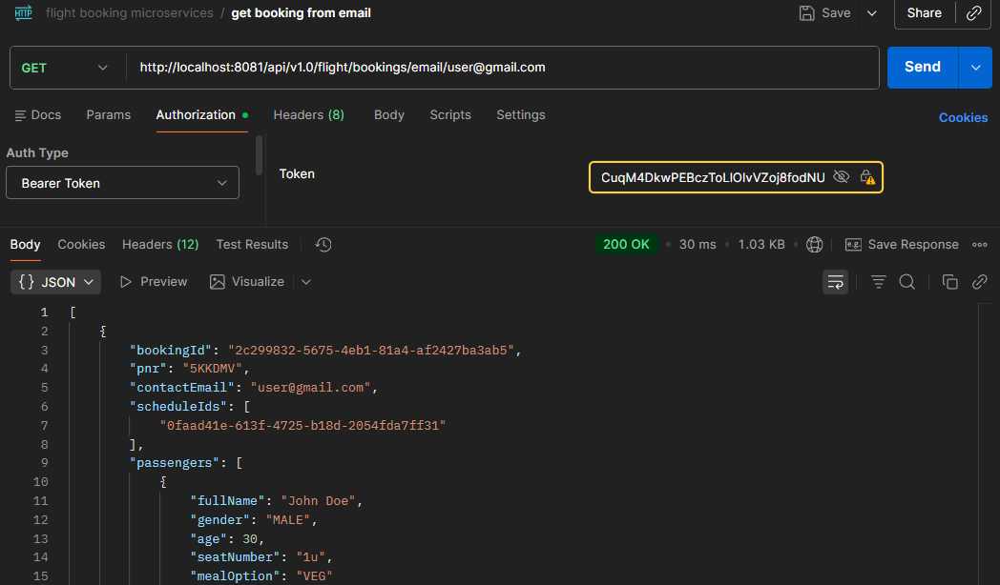 HTTP flight booking microservices / get booking from email Save Share
GET http://localhost:8081/api/v1.0/flight/bookings/email/user@gmail.com Send
Docs Params Authorization Headers (8) Body Scripts Settings Cookies
Auth Type
Bearer Token
Token CuqM4DkwPEBczToLlOlvVZoj8fodNU
Body Cookies Headers (12) Test Results 200 OK • 30 ms • 1.03 KB • e.g. Save Response
{} JSON Preview Visualize
1 [
2 {
3 "bookingId": "2c299832-5675-4eb1-81a4-af2427ba3ab5",
4 "pnr": "5KKDMV",
5 "contactEmail": "user@gmail.com",
6 "scheduleIds": [
7 "0faad41e-613f-4725-b18d-2054fda7ff31"
8 ],
9 "passengers": [
10 {
11 "fullName": "John Doe",
12 "gender": "MALE",
13 "age": 30,
14 "seatNumber": "1u",
15 "mealOption": "VEG"